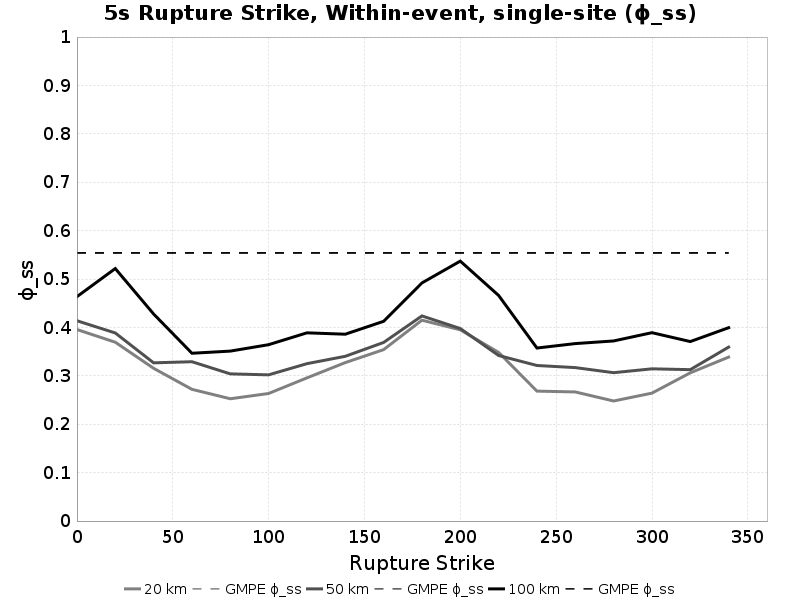 5s Rupture Strike, Within-event, single-site (ϕ_ss)
1
0.9
0.8
0.7
0.6
0.5
0.4
0.3
0.2
0.1
0
ϕ_ss
0 50 100 150 200 250 300 350
Rupture Strike
20 km GMPE ϕ_ss 50 km GMPE ϕ_ss 100 km GMPE ϕ_ss